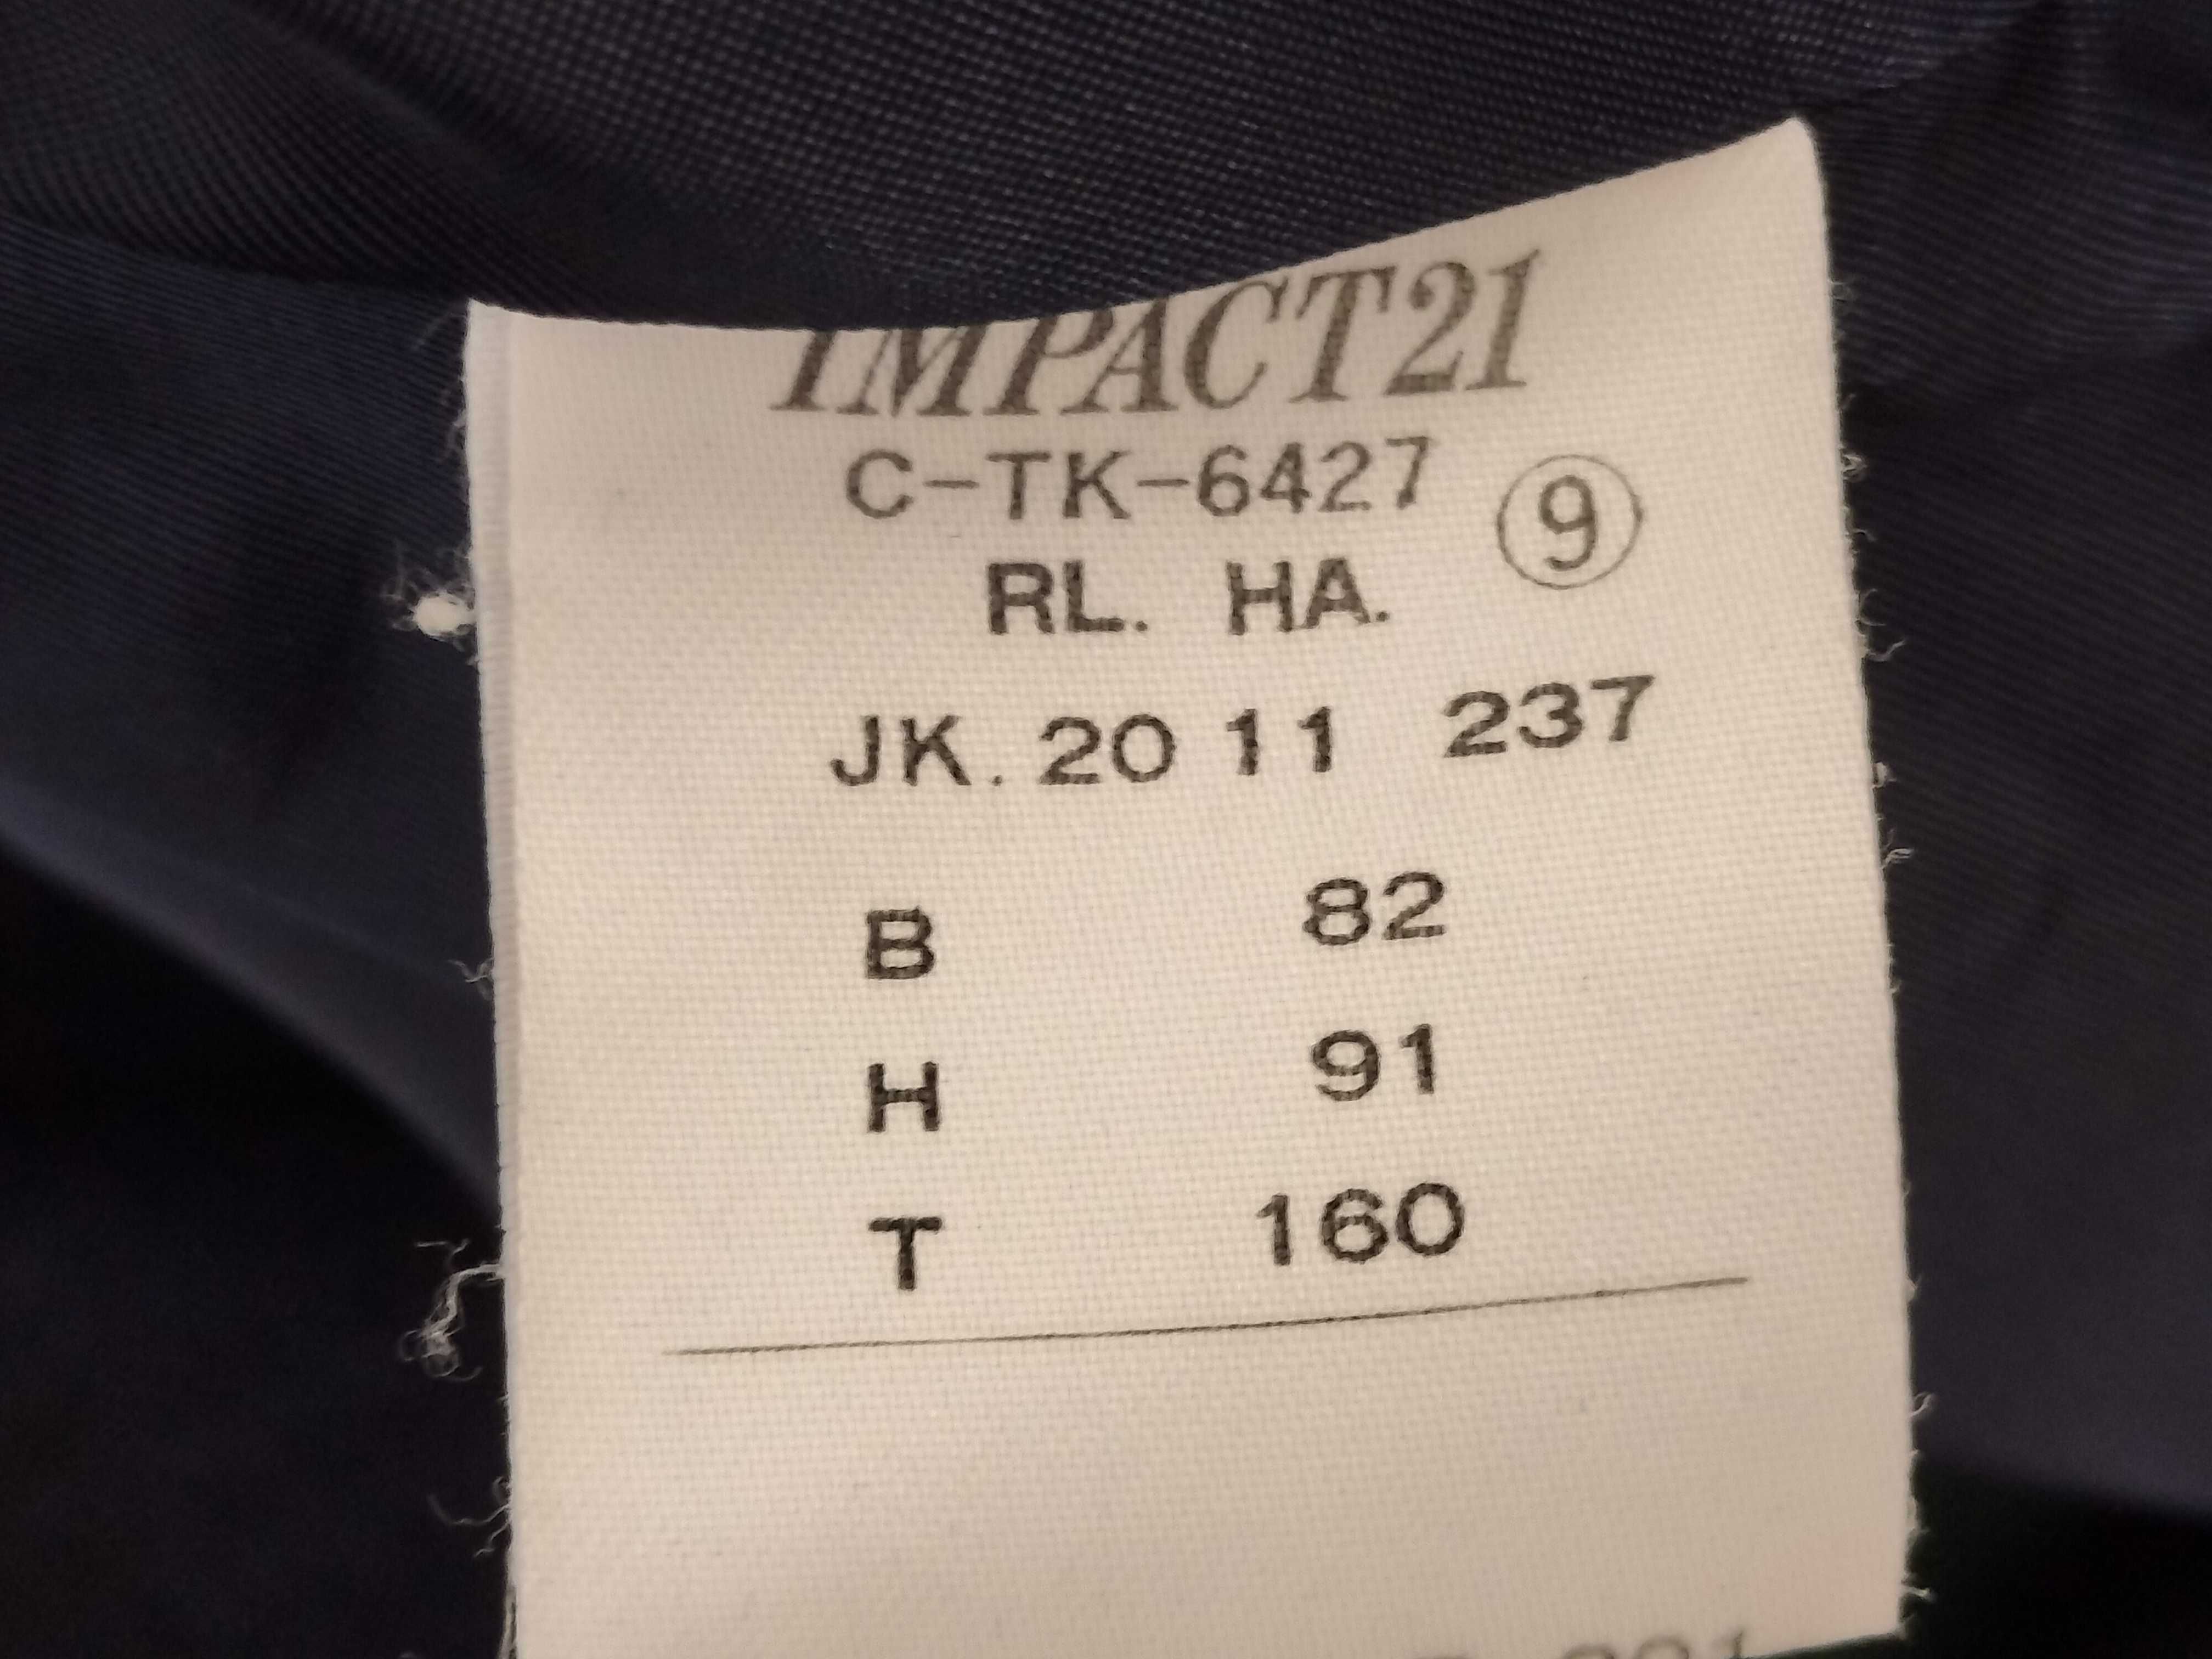 IMPACT21
C-TK-6427 ⑨
RL. HA.
JK. 20 11 237
B 82
H 91
T 160